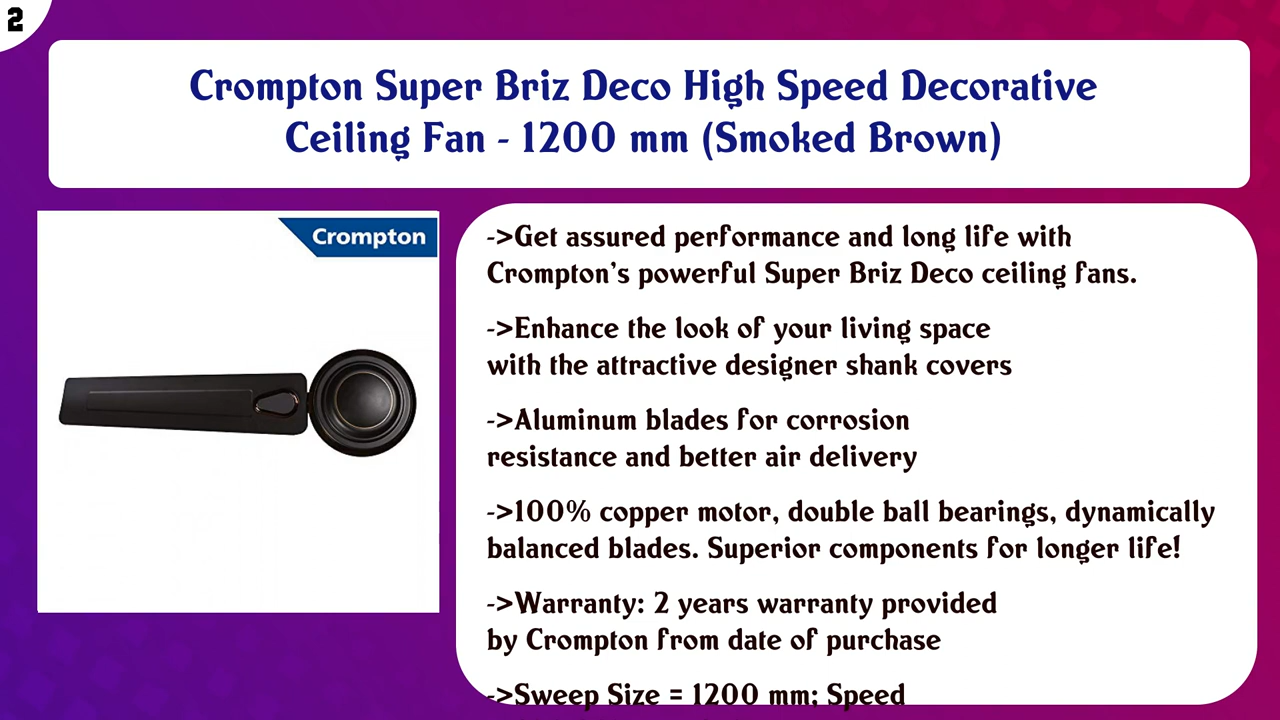 2
Crompton Super Briz Deco High Speed Decorative
Ceiling Fan - 1200 mm (Smoked Brown)
Crompton
->Get assured performance and long life with
Crompton's powerful Super Briz Deco ceiling fans.
->Enhance the look of your living space
with the attractive designer shank covers
->Aluminum blades for corrosion
resistance and better air delivery
->100% copper motor, double ball bearings, dynamically
balanced blades. Superior components for longer life!
->Warranty: 2 years warranty provided
by Crompton from date of purchase
->Sweep Size = 1200 mm; Speed